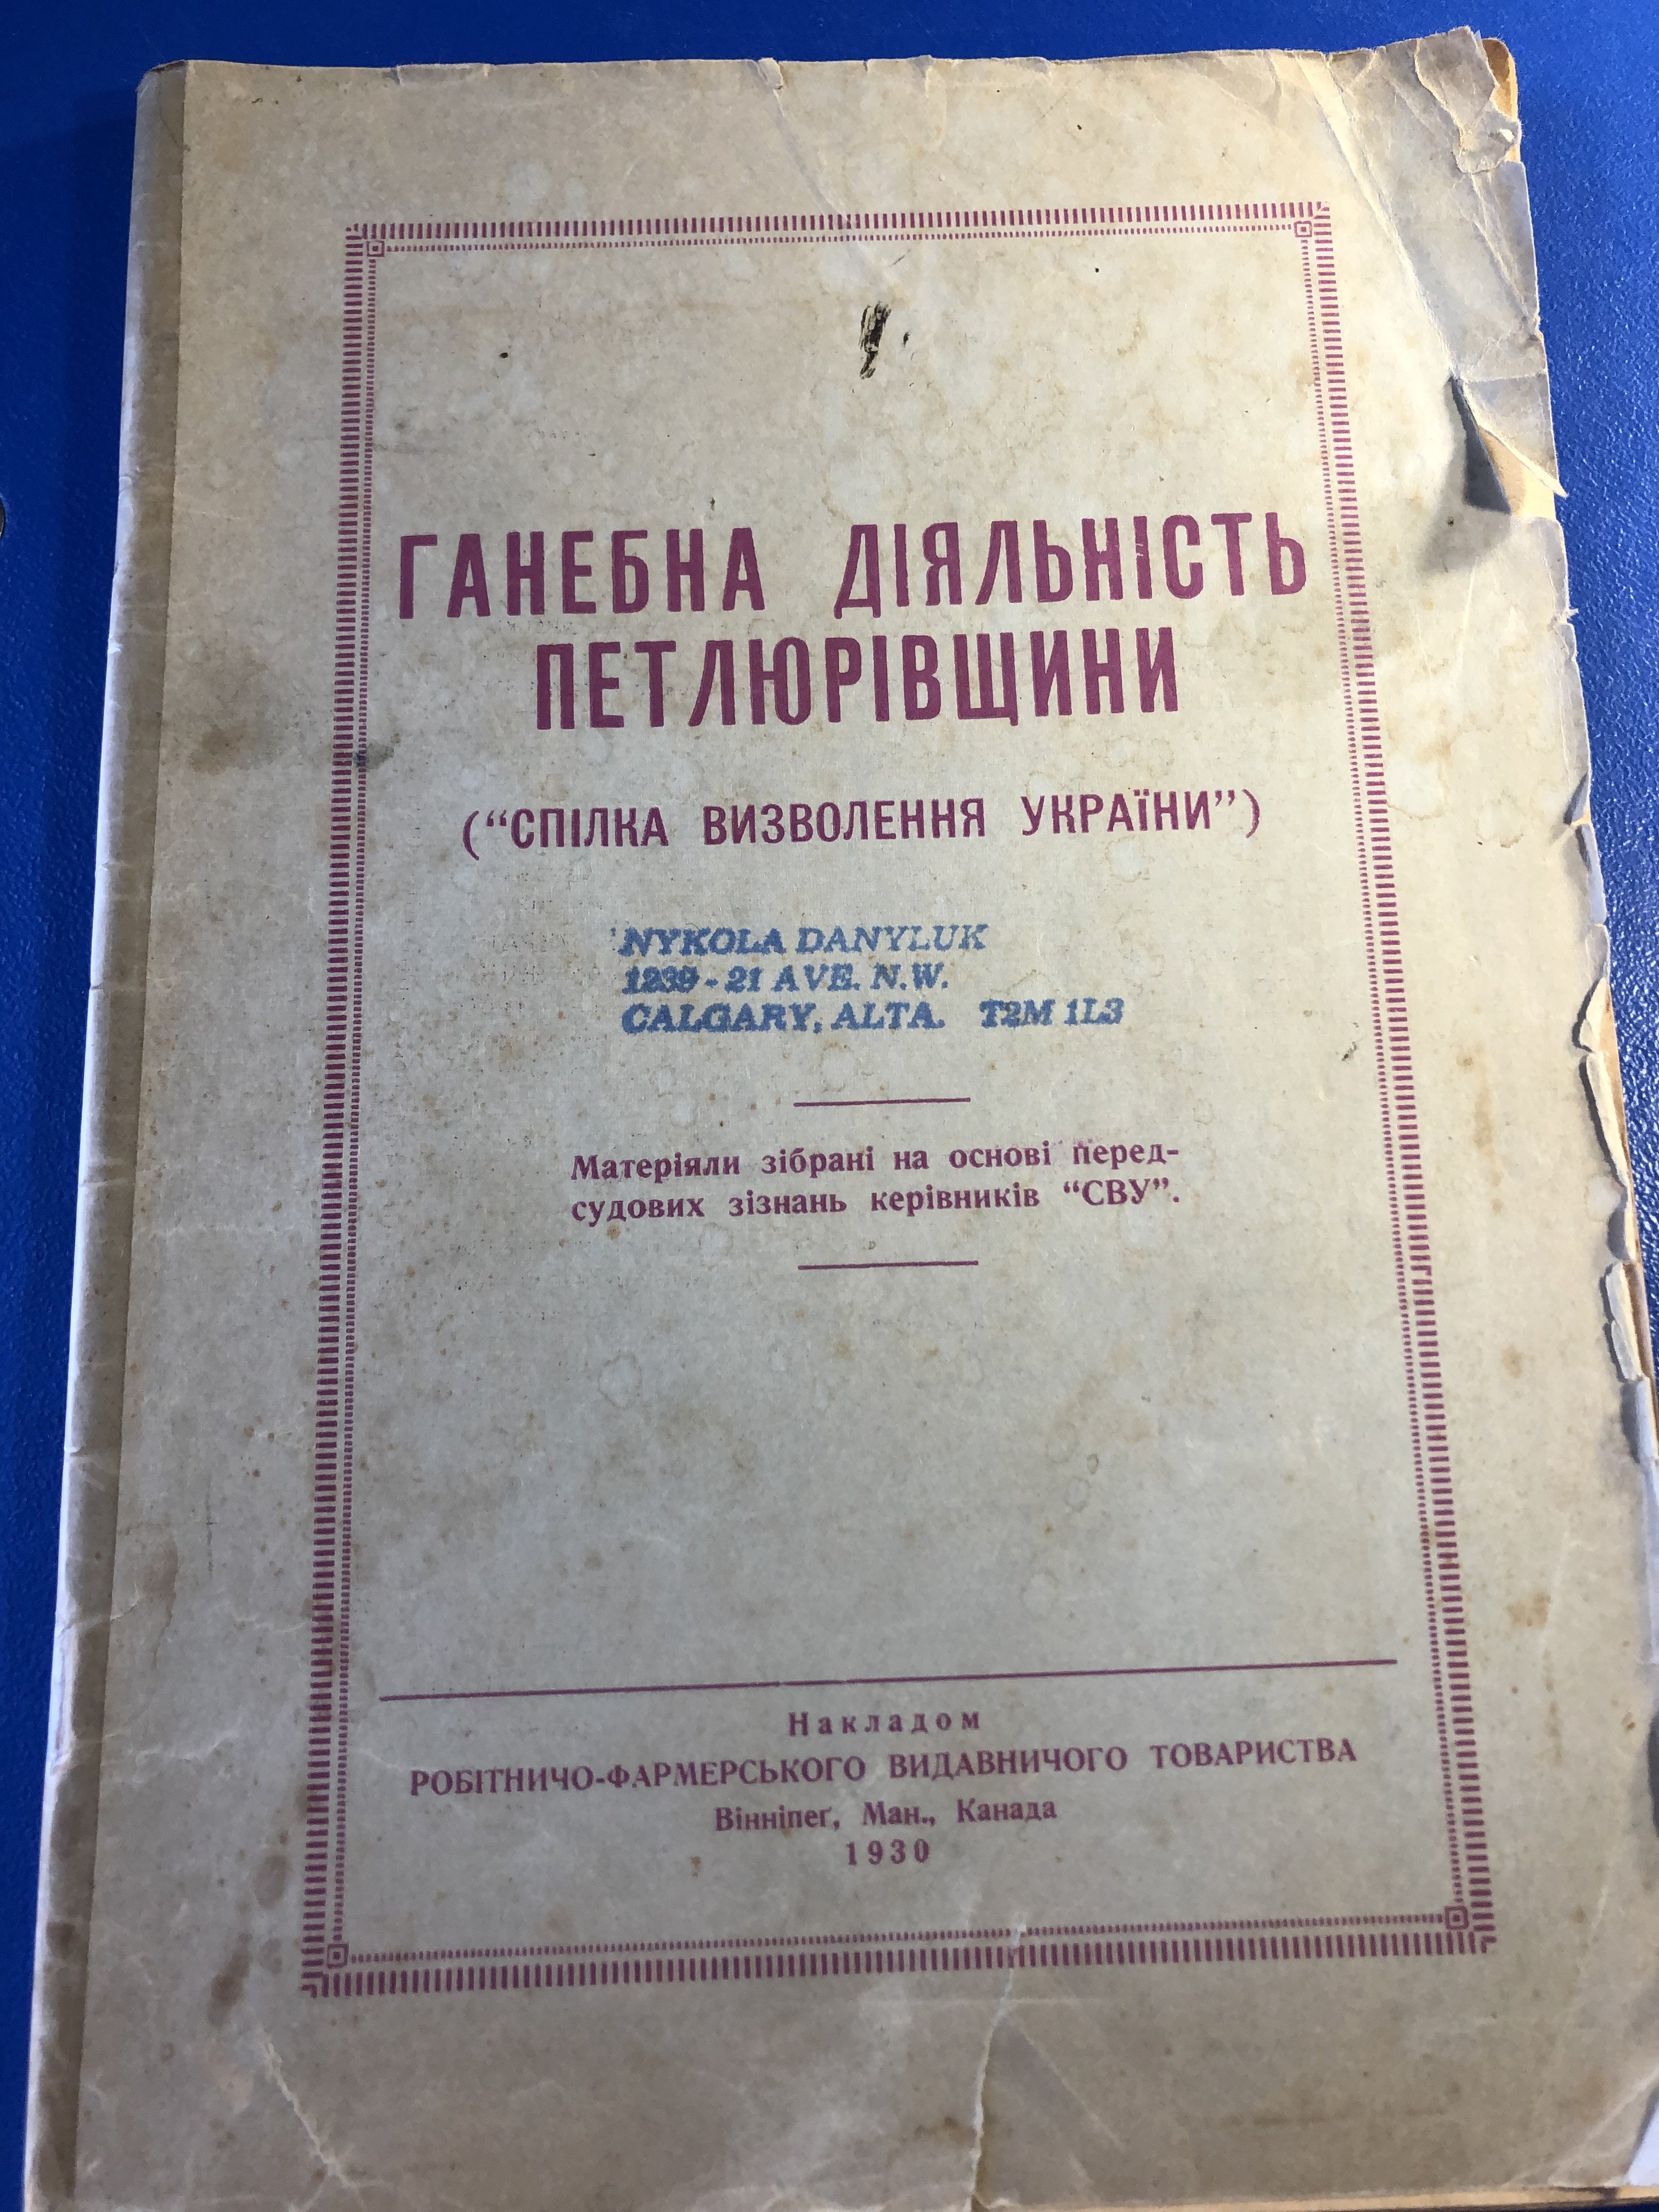 ГАНЕБНА ДІЯЛЬНІСТЬ
ПЕТЛЮРІВЩИНИ
(“СПІЛКА ВИЗВОЛЕННЯ УКРАЇНИ”)
NYKOLA DANYLUK
1239 - 21 AVE. N.W.
CALGARY, ALTA. T2M 1L3
Матеріяли зібрані на основі перед-
судових зізнань керівників “СВУ”.
Накладом
РОБІТНИЧО-ФАРМЕРСЬКОГО ВИДАВНИЧОГО ТОВАРИСТВА
Вінніпеґ, Ман., Канада
1930